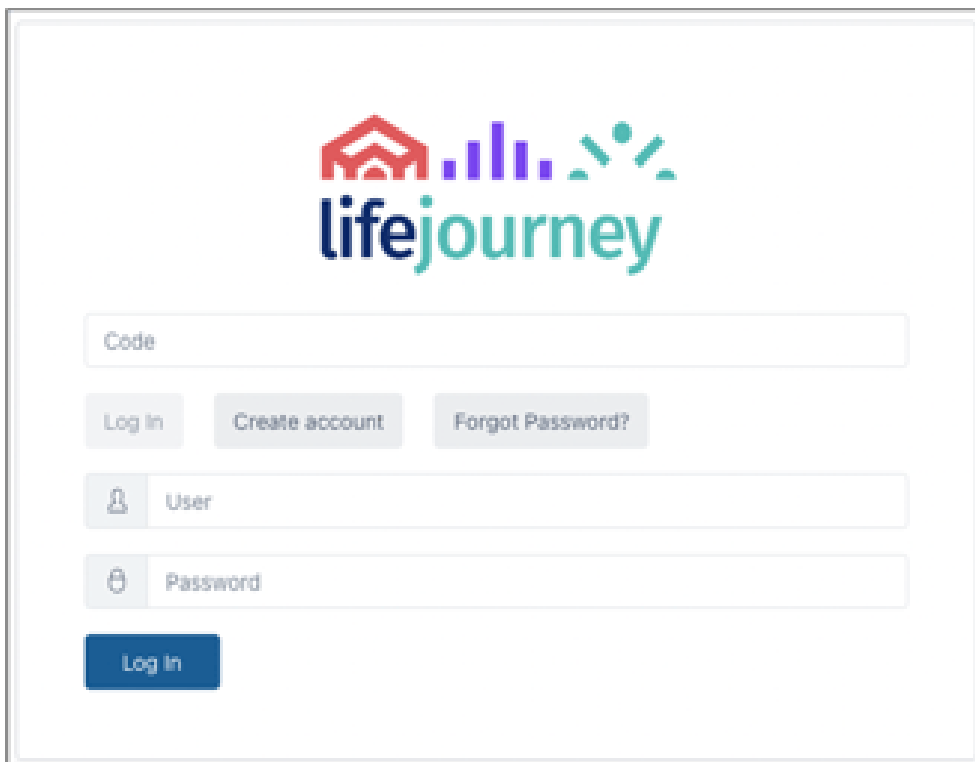 lifejourney
Code
Log In Create account Forgot Password?
User
Password
Log In